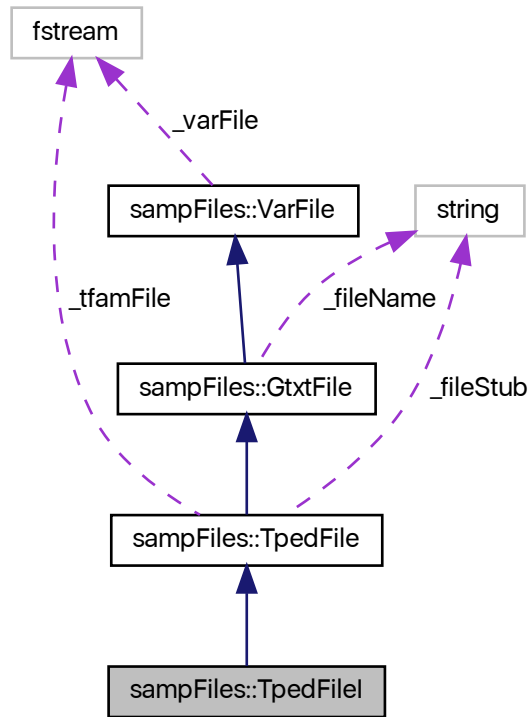 fstream
_varFile
sampFiles::VarFile
string
_tfamFile
_fileName
sampFiles::GtxtFile
_fileStub
sampFiles::TpedFile
sampFiles::TpedFileI